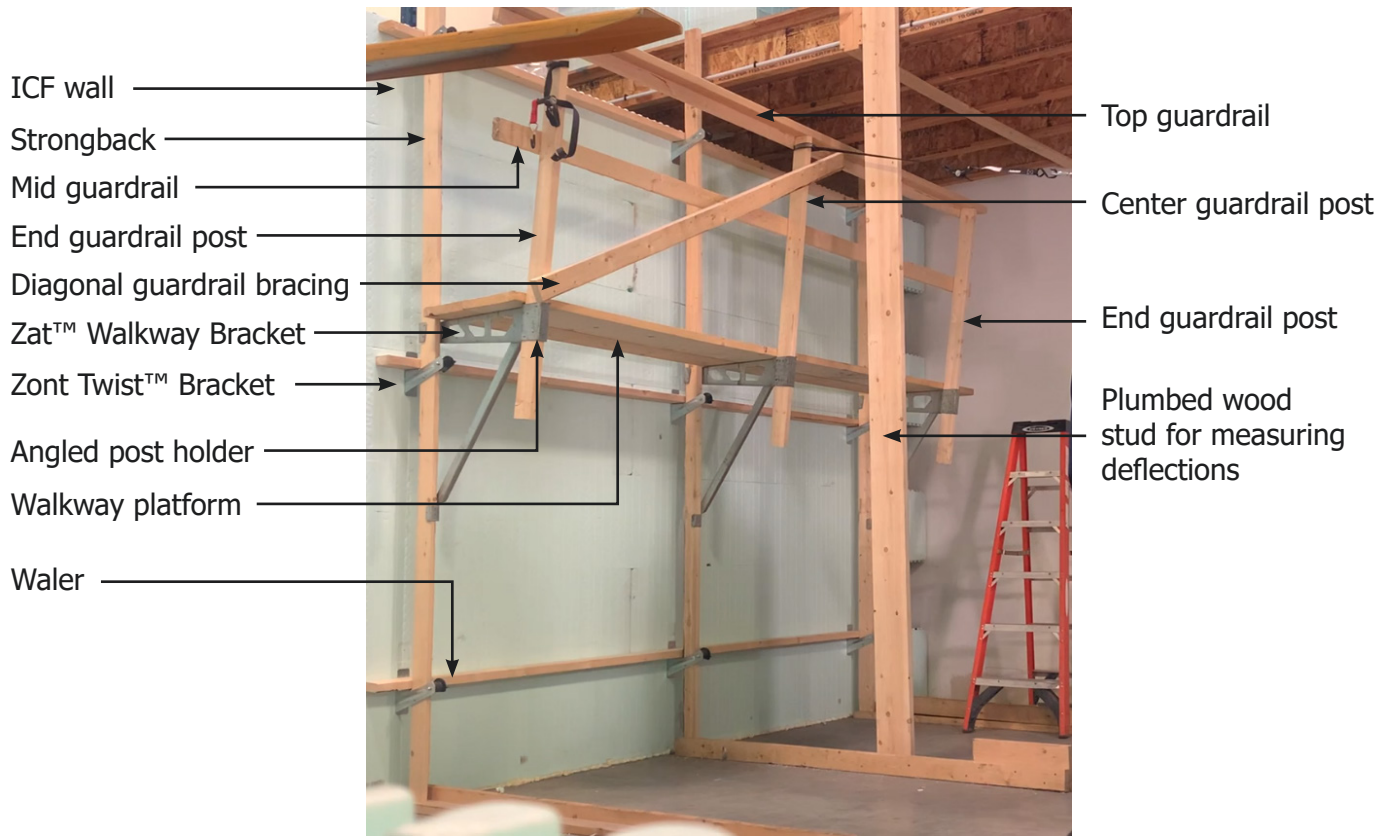 ICF wall
Strongback
Mid guardrail
End guardrail post
Diagonal guardrail bracing
Zat™ Walkway Bracket
Zont Twist™ Bracket
Angled post holder
Walkway platform
Waler
Top guardrail
Center guardrail post
End guardrail post
Plumbed wood
stud for measuring
deflections